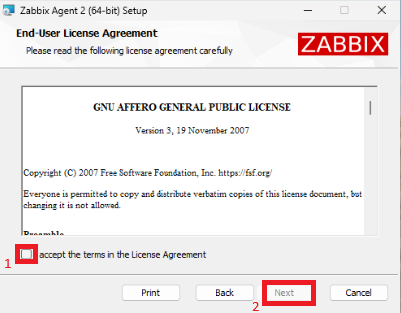 Zabbix Agent 2 (64-bit) Setup
End-User License Agreement
Please read the following license agreement carefully
ZABBIX
GNU AFFERO GENERAL PUBLIC LICENSE
Version 3, 19 November 2007
Copyright (C) 2007 Free Software Foundation, Inc. https://fsf.org/
Everyone is permitted to copy and distribute verbatim copies of this license document, but
changing it is not allowed.
Preamble
1
accept the terms in the License Agreement
2
Print Back Next Cancel